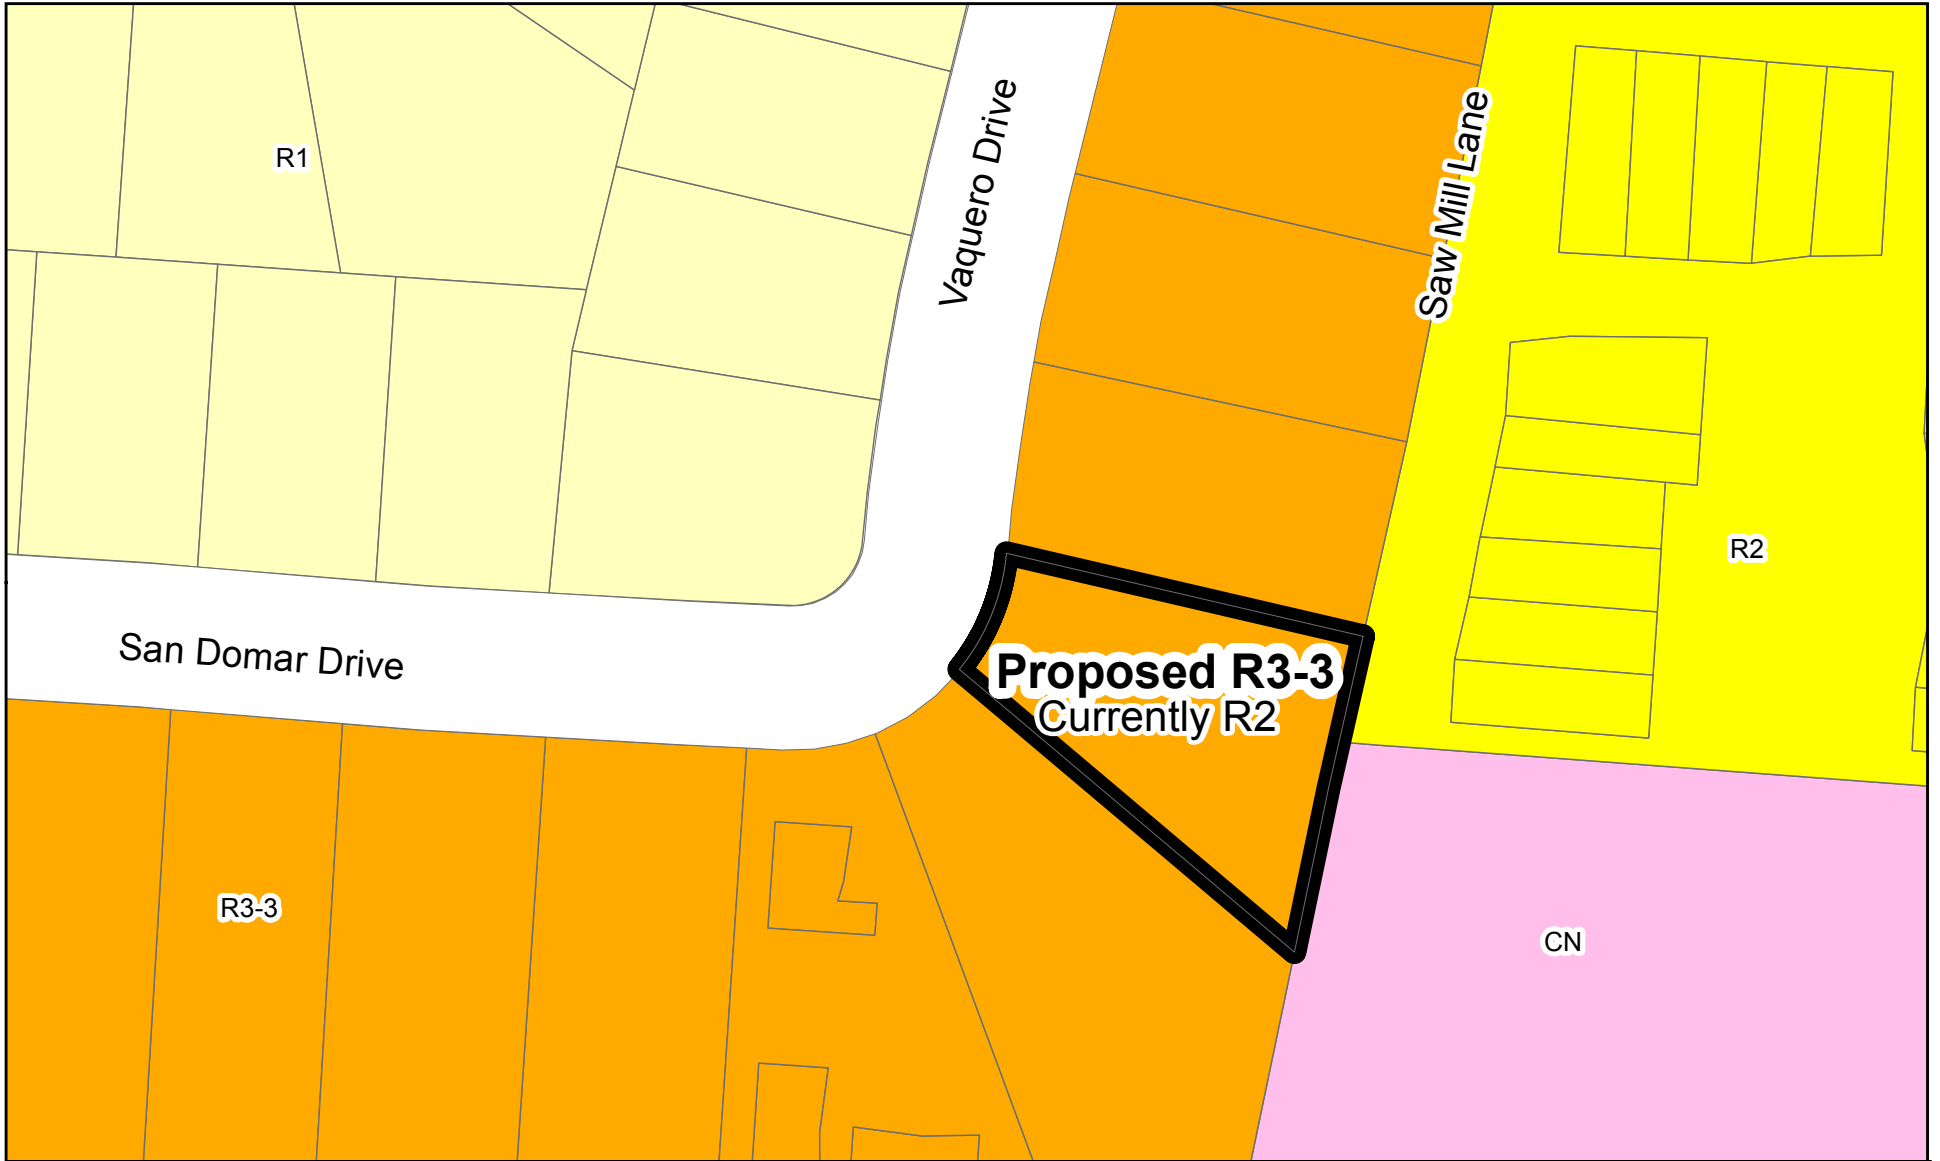 Vaquero Drive
Saw Mill Lane
R1
R2
San Domar Drive
Proposed R3-3
Currently R2
R3-3
CN